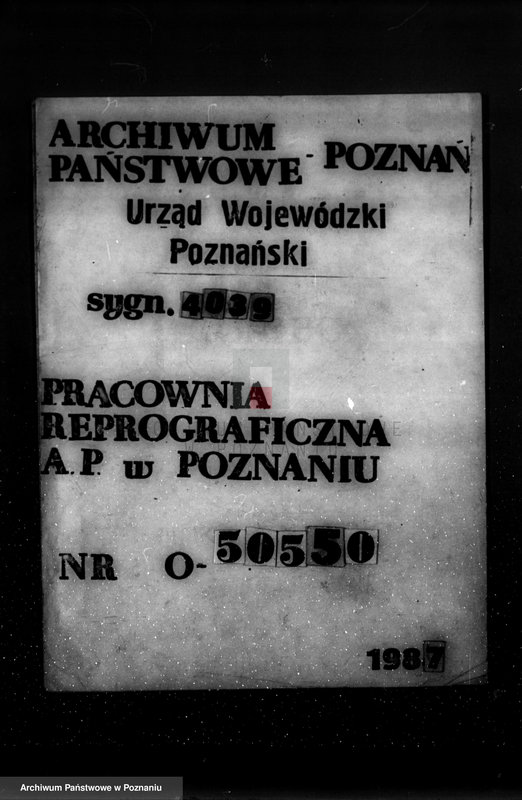 ARCHIWUM
PAŃSTWOWE - POZNAŃ
Urząd Wojewódzki
Poznański
sygn. 4039
PRACOWNIA
REPROGRAFICZNA
A.P. w POZNANIU
NR O-50550
1987
Archiwum Państwowe w Poznaniu